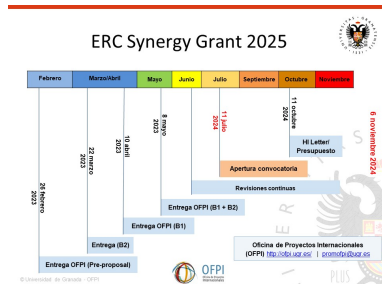 ERC Synergy Grant 2025
Febrero
Marzo/Abril
Mayo
Junio
Julio
Septiembre
Octubre
Noviembre
26 febrero 2023
22 marzo 2023
10 abril 2023
8 mayo 2023
11 julio 2024
11 octubre 2024
6 noviembre 2024
HI Letter/
Presupuesto
Apertura convocatoria
Revisiones continuas
Entrega OFPI (B1 + B2)
Entrega OFPI (B1)
Entrega (B2)
Entrega OFPI (Pre-proposal)
Oficina de Proyectos Internacionales
(OFPI) http://ofpi.ugr.es/ | promofpi@ugr.es
© Universidad de Granada - OFPI
OFPI
PLUS